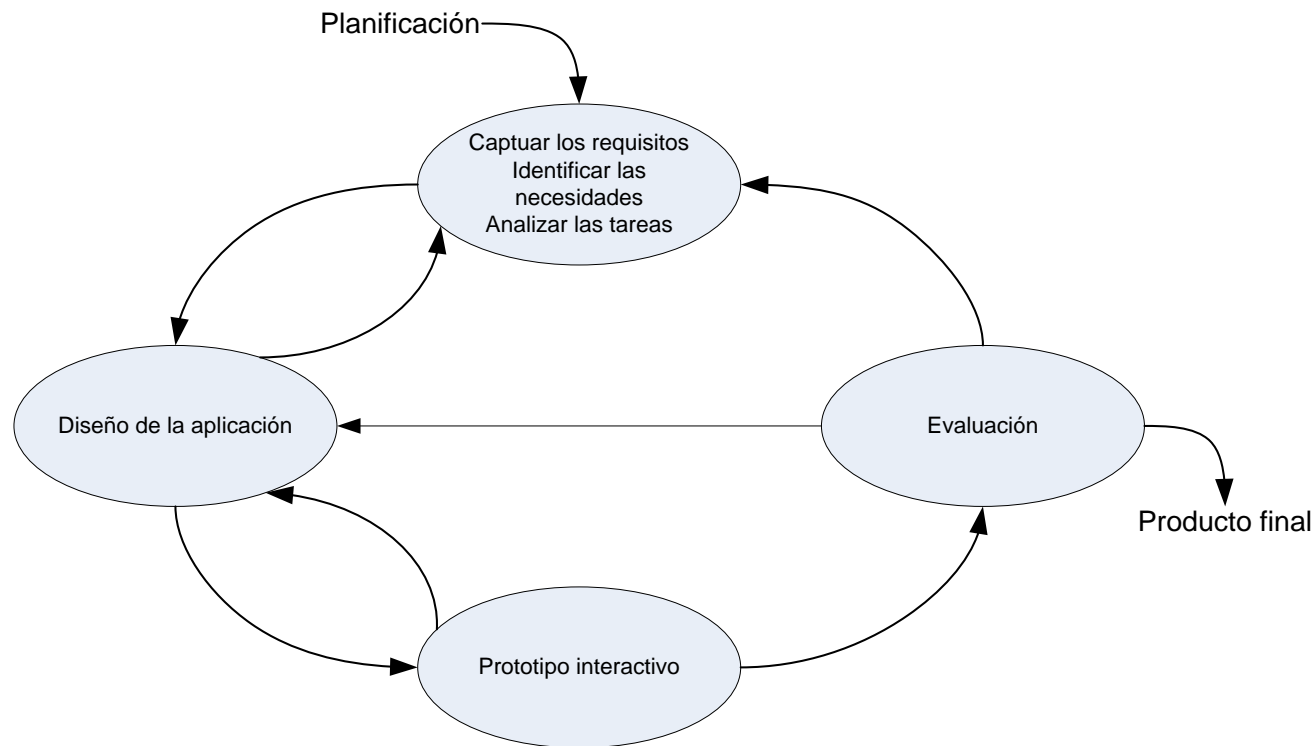 Planificación
Captuar los requisitos
Identificar las
necesidades
Analizar las tareas
Diseño de la aplicación
Evaluación
Producto final
Prototipo interactivo